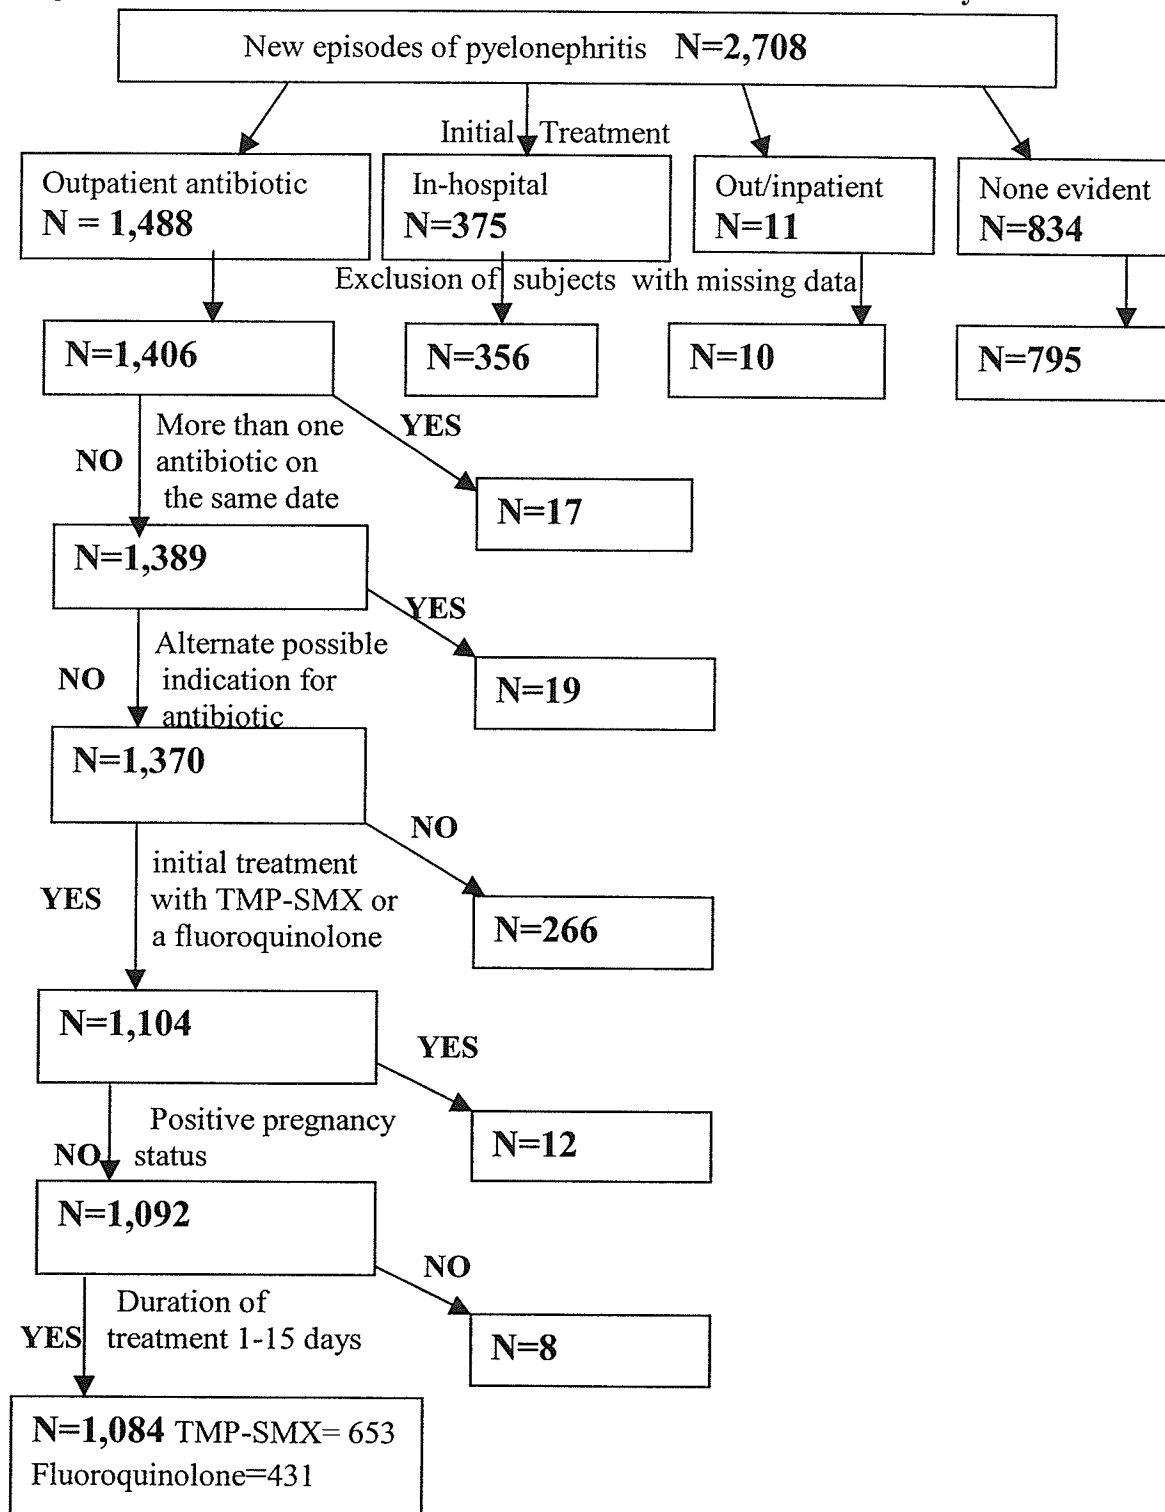 New episodes of pyelonephritis N=2,708
Initial Treatment
Outpatient antibiotic
N = 1,488
In-hospital
N=375
Out/inpatient
N=11
None evident
N=834
Exclusion of subjects with missing data
N=1,406
N=356
N=10
N=795
NO
More than one
antibiotic on
the same date
YES
N=17
N=1,389
NO
Alternate possible
indication for
antibiotic
YES
N=19
N=1,370
YES
initial treatment
with TMP-SMX or
a fluoroquinolone
NO
N=266
N=1,104
NO
Positive pregnancy
status
YES
N=12
N=1,092
YES
Duration of
treatment 1-15 days
NO
N=8
N=1,084 TMP-SMX= 653
Fluoroquinolone=431